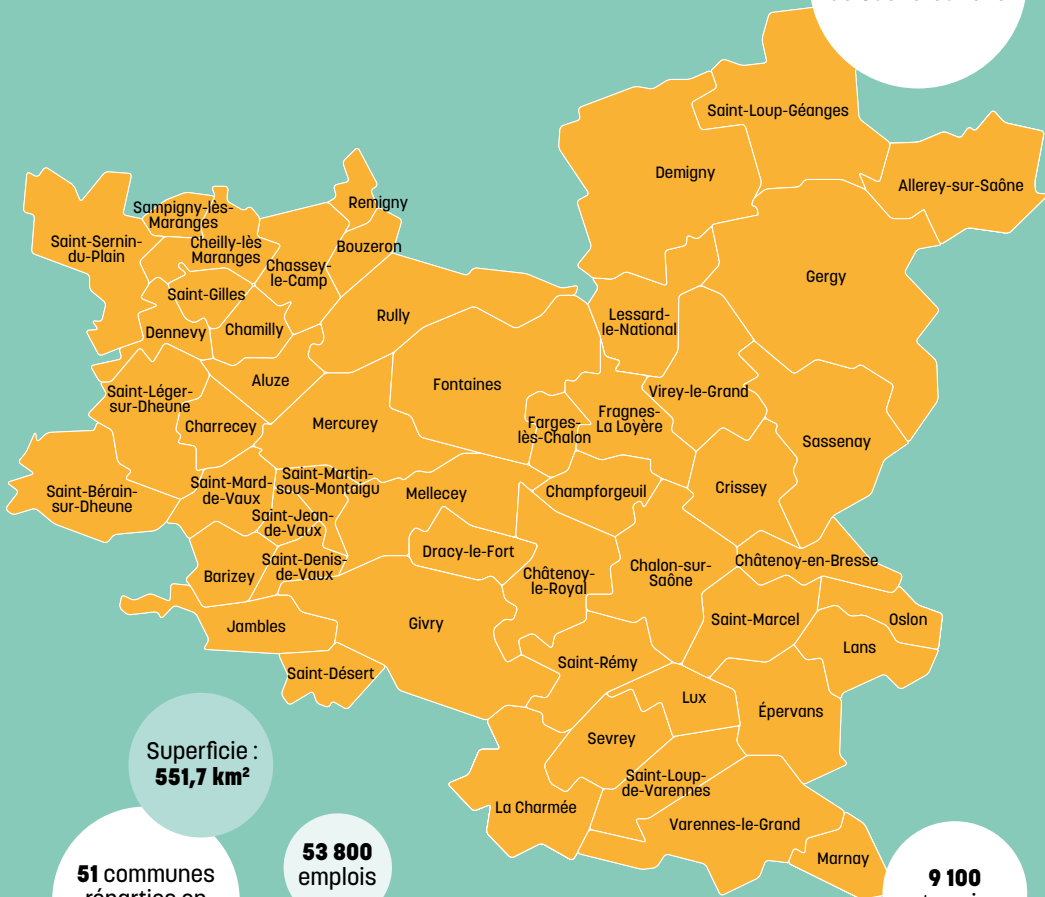 Saint-Loup-Géanges
Demigny
Allerey-sur-Saône
Remigny
Sampigny-lès-
Maranges
Saint-Sernin-
du-Plain
Cheilly-lès
Maranges
Bouzeron
Chassey-
le-Camp
Gergy
Saint-Gilles
Dennevy
Chamilly
Rully
Lessard-
le-National
Aluze
Fontaines
Saint-Léger-
sur-Dheune
Virey-le-Grand
Charrecey
Mercurey
Farges-
lès-Chalon
Fragnes-
La Loyère
Sassenay
Saint-Bérain-
sur-Dheune
Saint-Mard-
de-Vaux
Saint-Martin-
sous-Montaigu
Mellecey
Champforgeuil
Crissey
Saint-Jean-
de-Vaux
Dracy-le-Fort
Châtenoy-en-Bresse
Barizey
Saint-Denis-
de-Vaux
Châtenoy-
le-Royal
Chalon-sur-
Saône
Jambles
Givry
Saint-Marcel
Oslon
Lans
Saint-Désert
Saint-Rémy
Lux
Épervans
Sevrey
Saint-Loup-
de-Varennes
La Charmée
Varennes-le-Grand
Marnay
Superficie :
551,7 km²
51 communes
53 800
emplois
9 100